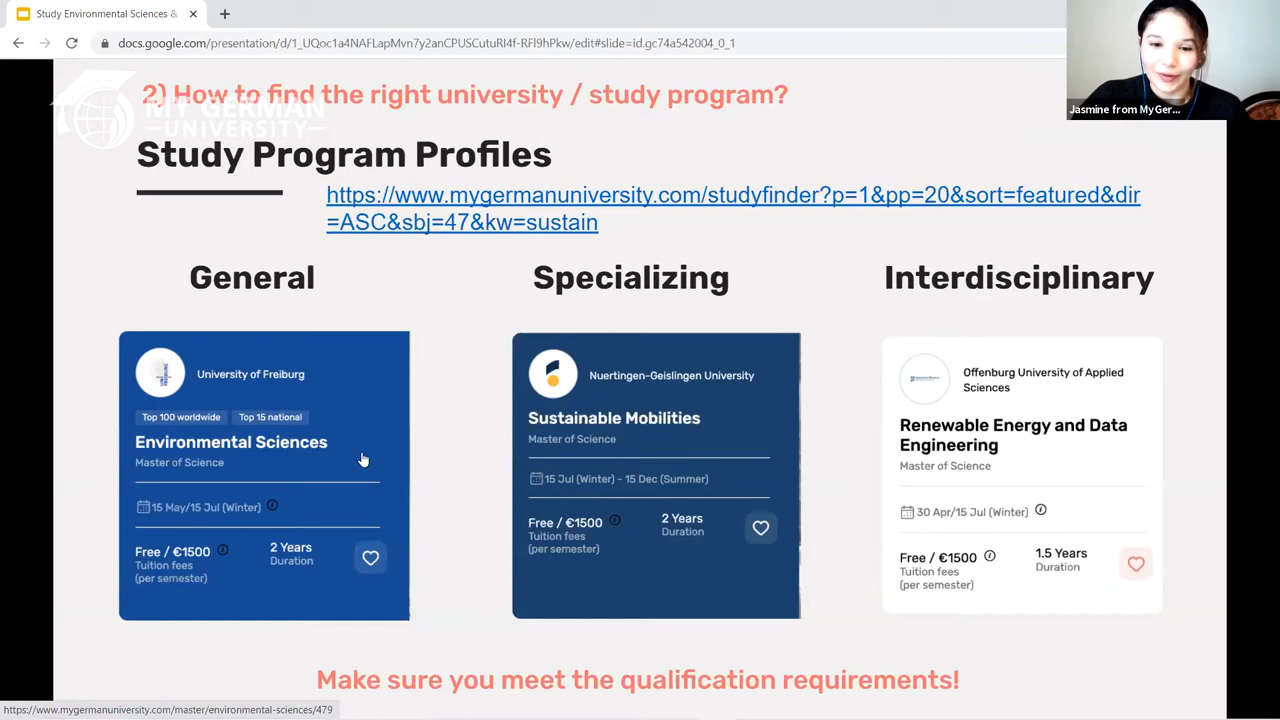 Study Environmental Sciences &
docs.google.com/presentation/d/1_UQoc1a4NAFLapMvn7y2anCPUSCutuRI4f-RFl9hPkw/edit#slide=id.gc74a542004_0_1
Jasmine from MyGer...
2) How to find the right university / study program?
MY GERMAN
UNIVERSITY
Study Program Profiles
https://www.mygermanuniversity.com/studyfinder?p=1&pp=20&sort=featured&dir
=ASC&sbj=47&kw=sustain
General
University of Freiburg
Top 100 worldwide Top 15 national
Environmental Sciences
Master of Science
15 May/15 Jul (Winter)
Free / €1500
Tuition fees
(per semester)
2 Years
Duration
Specializing
Nuertingen-Geislingen University
Sustainable Mobilities
Master of Science
15 Jul (Winter) - 15 Dec (Summer)
Free / €1500
Tuition fees
(per semester)
2 Years
Duration
Interdisciplinary
Offenburg University of Applied
Sciences
Renewable Energy and Data
Engineering
Master of Science
30 Apr/15 Jul (Winter)
Free / €1500
Tuition fees
(per semester)
1.5 Years
Duration
Make sure you meet the qualification requirements!
https://www.mygermanuniversity.com/master/environmental-sciences/479